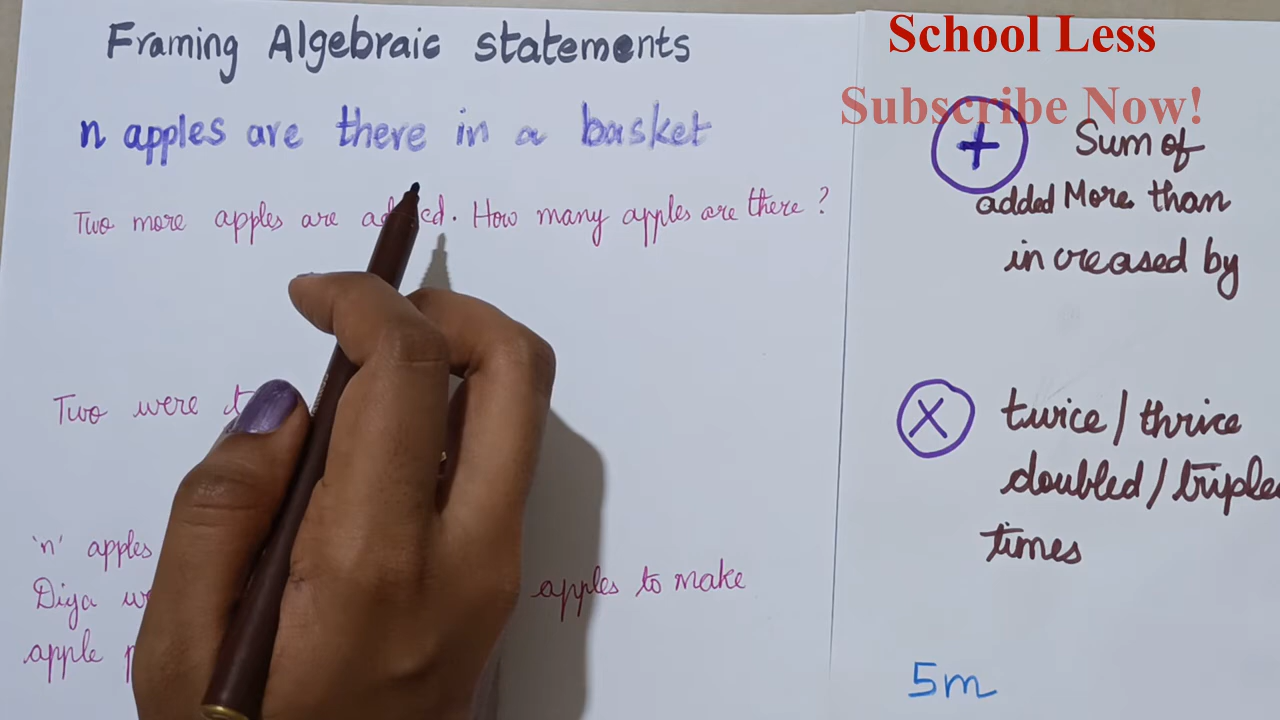 Framing Algebraic statements
n apples are there in a basket
Two more apples are added. How many apples are there?
Two were
'n' apples
Diya apples to make
apple
School Less
Subscribe Now!
+ Sum of
added More than
increased by
X twice / thrice
doubled / triple
times
5m